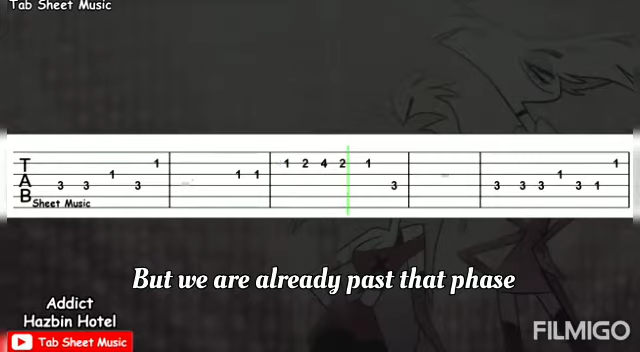 Tab Sheet Music
T
A
B
1 1 2 4 2 1 1
1 1 1 1
3 3 3 3 3 3 3 3 1
Sheet Music
But we are already past that phase
Addict
Hazbin Hotel
Tab Sheet Music
FILMIGO